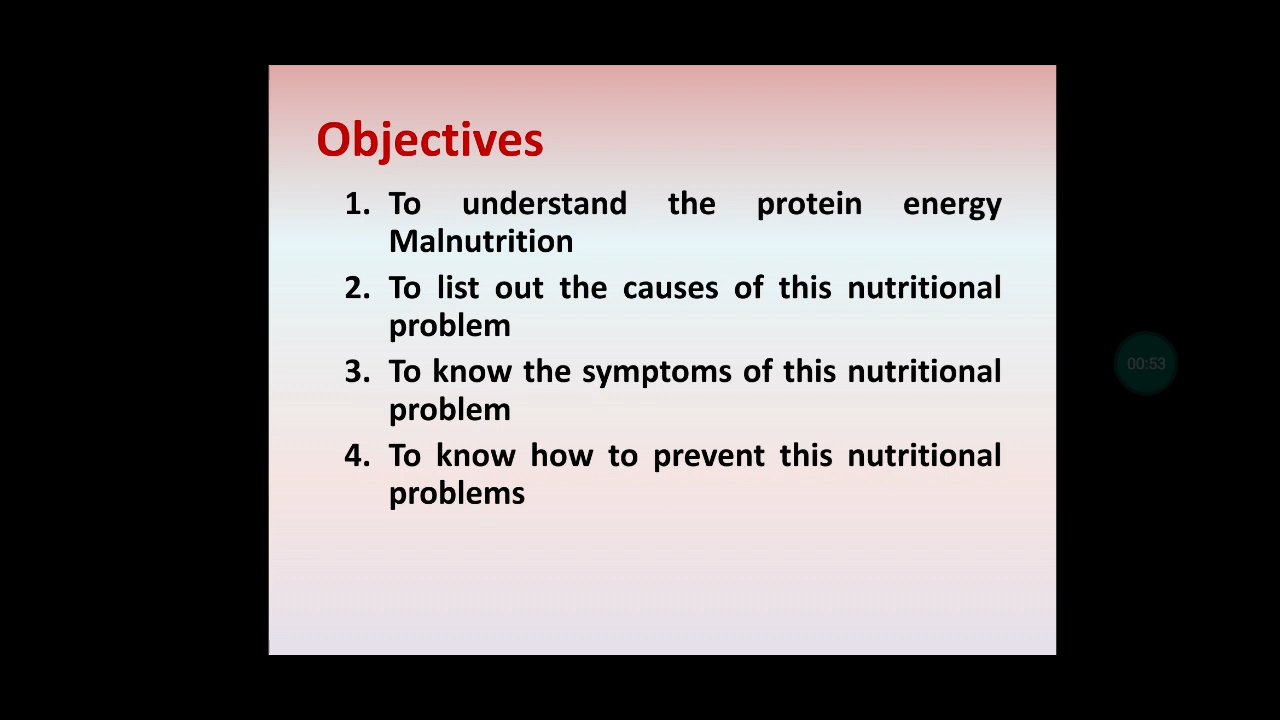 Objectives
1. To understand the protein energy
Malnutrition
2. To list out the causes of this nutritional
problem
3. To know the symptoms of this nutritional
problem
4. To know how to prevent this nutritional
problems
00:53